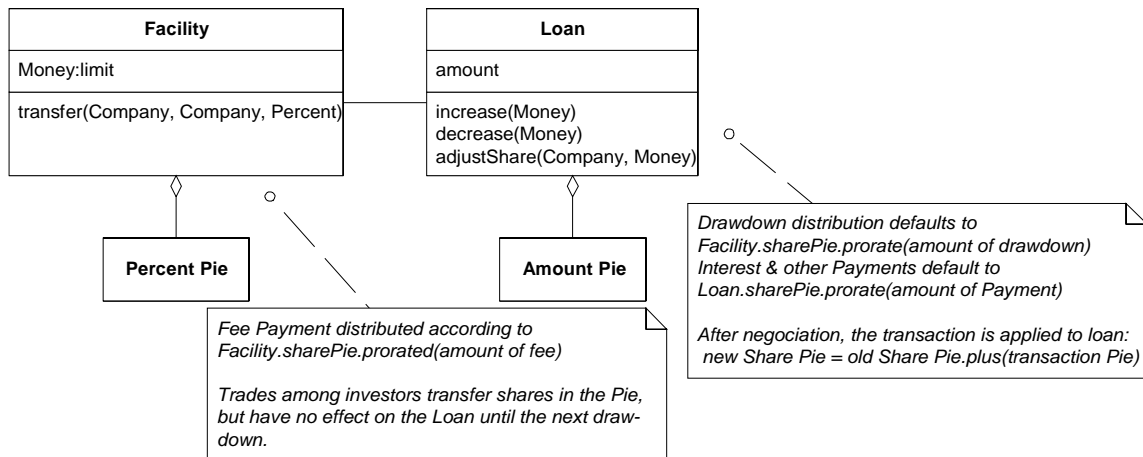 Facility
Money:limit
transfer(Company, Company, Percent)
Loan
amount
increase(Money)
decrease(Money)
adjustShare(Company, Money)
Percent Pie
Amount Pie
Fee Payment distributed according to
Facility.sharePie.prorated(amount of fee)
Trades among investors transfer shares in the Pie,
but have no effect on the Loan until the next draw-
down.
Drawdown distribution defaults to
Facility.sharePie.prorate(amount of drawdown)
Interest & other Payments default to
Loan.sharePie.prorate(amount of Payment)
After negociation, the transaction is applied to loan:
new Share Pie = old Share Pie.plus(transaction Pie)